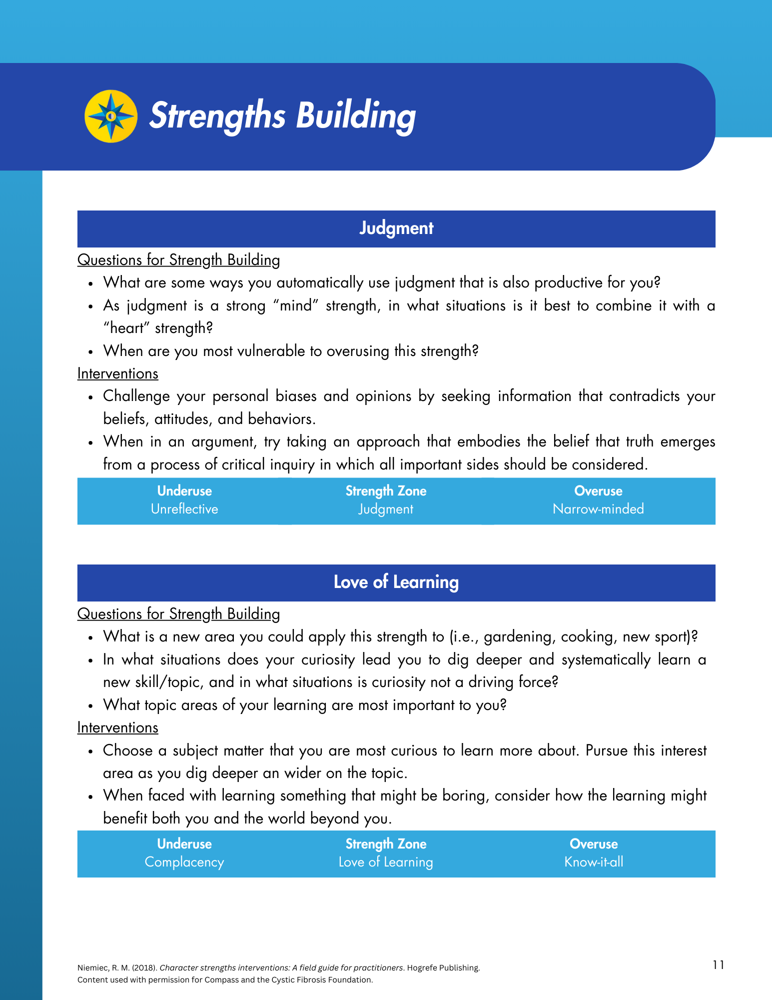 Strengths Building
Judgment
Questions for Strength Building
• What are some ways you automatically use judgment that is also productive for you?
• As judgment is a strong “mind” strength, in what situations is it best to combine it with a
“heart” strength?
• When are you most vulnerable to overusing this strength?
Interventions
• Challenge your personal biases and opinions by seeking information that contradicts your
beliefs, attitudes, and behaviors.
• When in an argument, try taking an approach that embodies the belief that truth emerges
from a process of critical inquiry in which all important sides should be considered.
Underuse Strength Zone Overuse
Unreflective Judgment Narrow-minded
Love of Learning
Questions for Strength Building
• What is a new area you could apply this strength to (i.e., gardening, cooking, new sport)?
• In what situations does your curiosity lead you to dig deeper and systematically learn a
new skill/topic, and in what situations is curiosity not a driving force?
• What topic areas of your learning are most important to you?
Interventions
• Choose a subject matter that you are most curious to learn more about. Pursue this interest
area as you dig deeper an wider on the topic.
• When faced with learning something that might be boring, consider how the learning might
benefit both you and the world beyond you.
Underuse Strength Zone Overuse
Complacency Love of Learning Know-it-all
Niemiec, R. M. (2018). Character strengths interventions: A field guide for practitioners. Hogrefe Publishing.
Content used with permission for Compass and the Cystic Fibrosis Foundation.
11